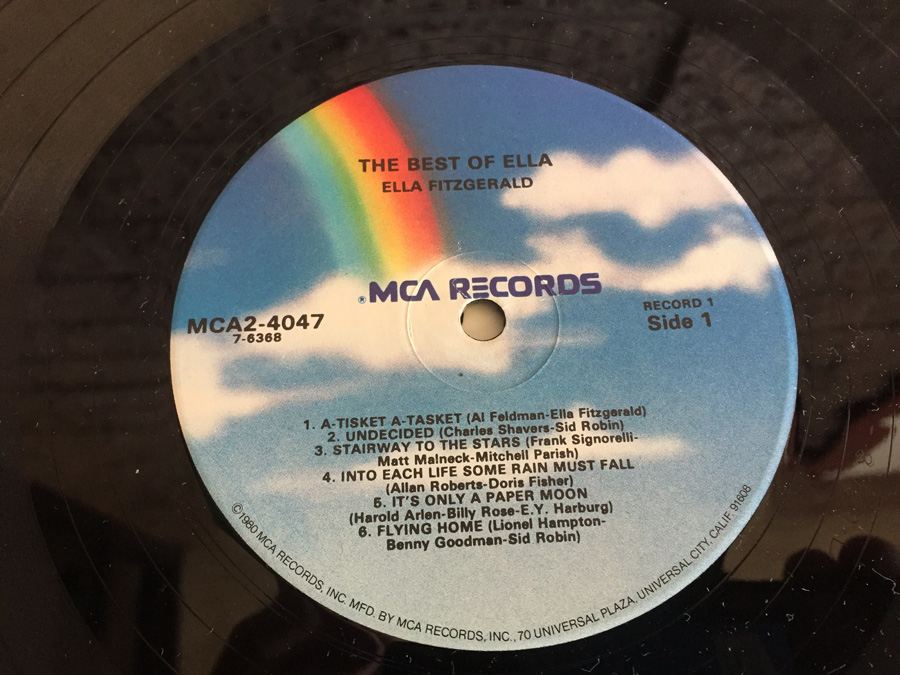 THE BEST OF ELLA
ELLA FITZGERALD
®MCA RECORDS
MCA2-4047
7-6368
RECORD 1
Side 1
1. A-TISKET A-TASKET (Al Feldman-Ella Fitzgerald)
2. UNDECIDED (Charles Shavers-Sid Robin)
3. STAIRWAY TO THE STARS (Frank Signorelli-
Matt Malneck-Mitchell Parish)
4. INTO EACH LIFE SOME RAIN MUST FALL
(Allan Roberts-Doris Fisher)
5. IT'S ONLY A PAPER MOON
(Harold Arlen-Billy Rose-E.Y. Harburg)
6. FLYING HOME (Lionel Hampton-
Benny Goodman-Sid Robin)
©1980 MCA RECORDS, INC. MFD. BY MCA RECORDS, INC., 70 UNIVERSAL PLAZA, UNIVERSAL CITY, CALIF. 91608